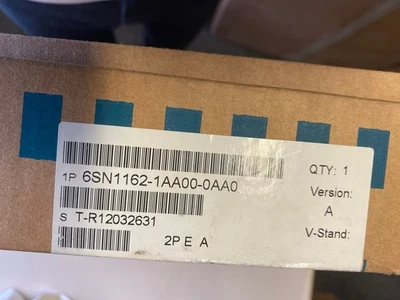 1P 6SN1162-1AA00-0AA0
QTY: 1
Version:
A
S T-R12032631
V-Stand:
2P E A